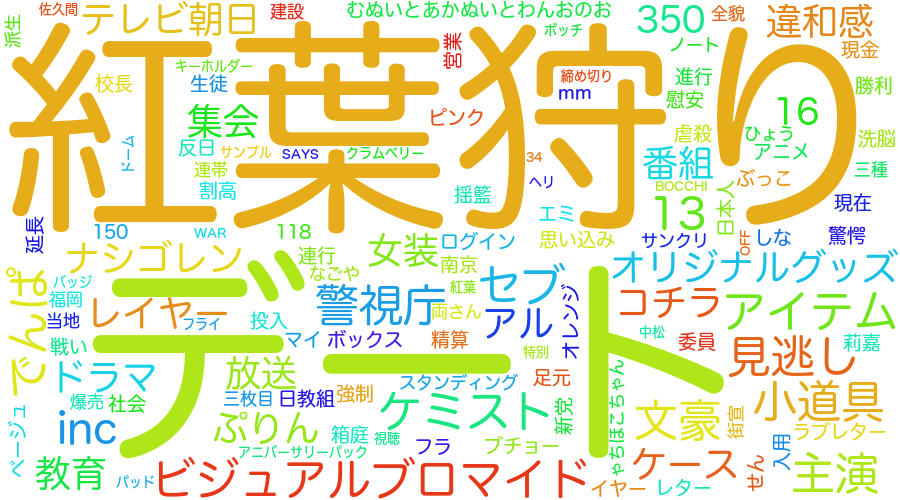 佐久間
テレビ朝日
建設
むぬいとあかぬいとわんおのお
350
全貌
違和感
派生
ボッチ
ノート
現金
紅葉狩り
校長
キーホルダー
生徒
営業
締め切り
mm
進行
慰安
16
勝利
集会
ピンク
虐殺
ひょう
アニメ
洗脳
反日
サンプル
SAYS
クラムベリー
34
番組
三種
ドーム
連帯
割高
揺籃
ヘリ
BOCCHI
ぶっこ
日本人
現在
延長
150
WAR
118
エミ
13
女装
ログイン
思い込み
サンクリ
OFF
しな
驚愕
ナシゴレン
連行
なごや
南京
セブ
オリジナルグッズ
でんぱ
バッジ
福岡
レイヤー
警視庁
紅葉
両さん
オレンジ
コチラ
アイテム
当地
フライ
投入
マイ
ボックス
精算
アル
中松
委員
莉嘉
戦い
デート
特別
見逃し
ドラマ
放送
スタンディング
足元
爆売
社会
三枚目
日教組
強制
ケミスト
新党
ゃちほこちゃん
文豪
街宣
小道具
ベージュ
inc
ぷりん
箱庭
視聴
フラ
ブチョー
ラブレター
アニバーサリーパック
入用
教育
パッド
ビジュアルブロマイド
イヤー
レター
ケース
せん
主演